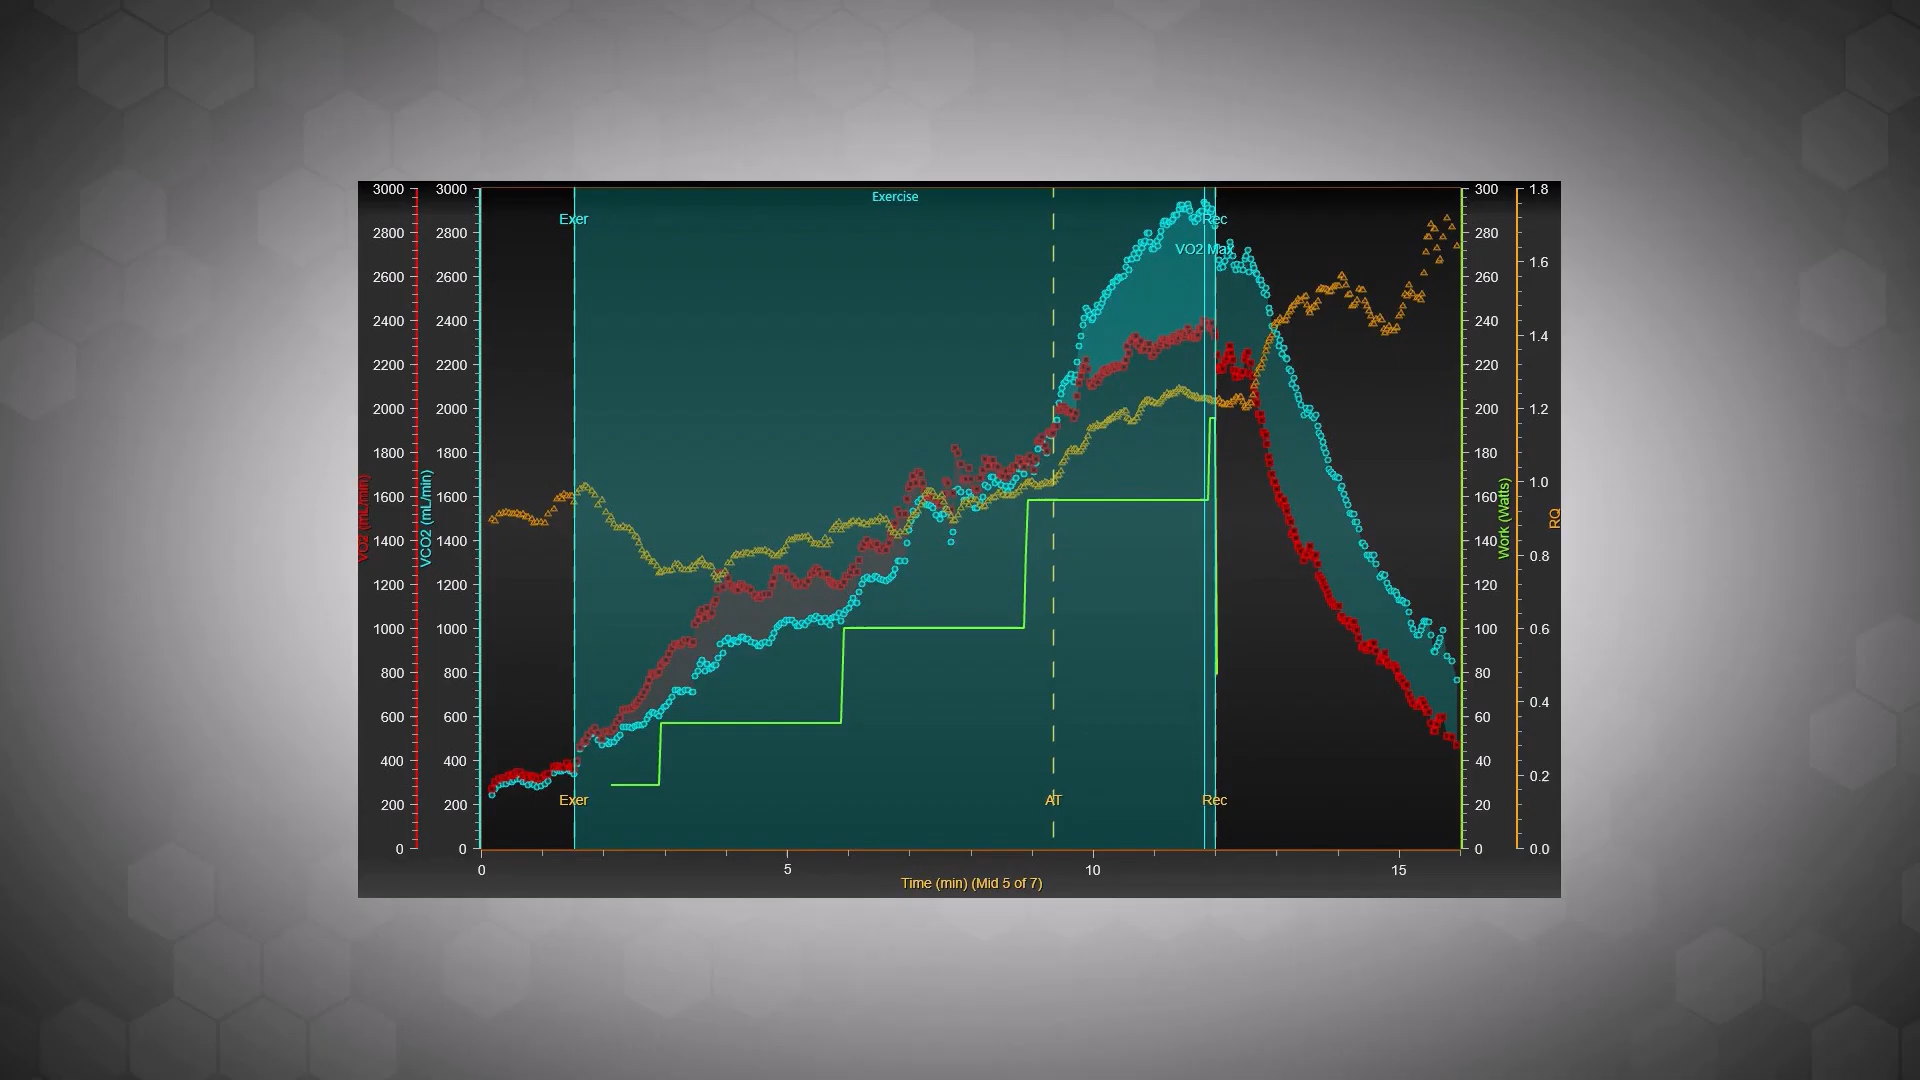 Exercise
Exer
Rec
VO2 Max
3000 3000 300 1.8
2800 2800 280
2600 2600 260 1.6
2400 2400 240 1.4
2200 2200 220
2000 2000 200 1.2
1800 1800 180
1600 1600 160 1.0
1400 1400 140 0.8
1200 1200 120
1000 1000 100 0.6
800 800 80
600 600 60 0.4
400 400 40
200 200 20 0.2
0 0 0 0.0
VO2 (mL/min)
VCO2 (mL/min)
Work (Watts)
RQ
Exer
AT
Rec
0 5 10 15
Time (min) (Mid 5 of 7)